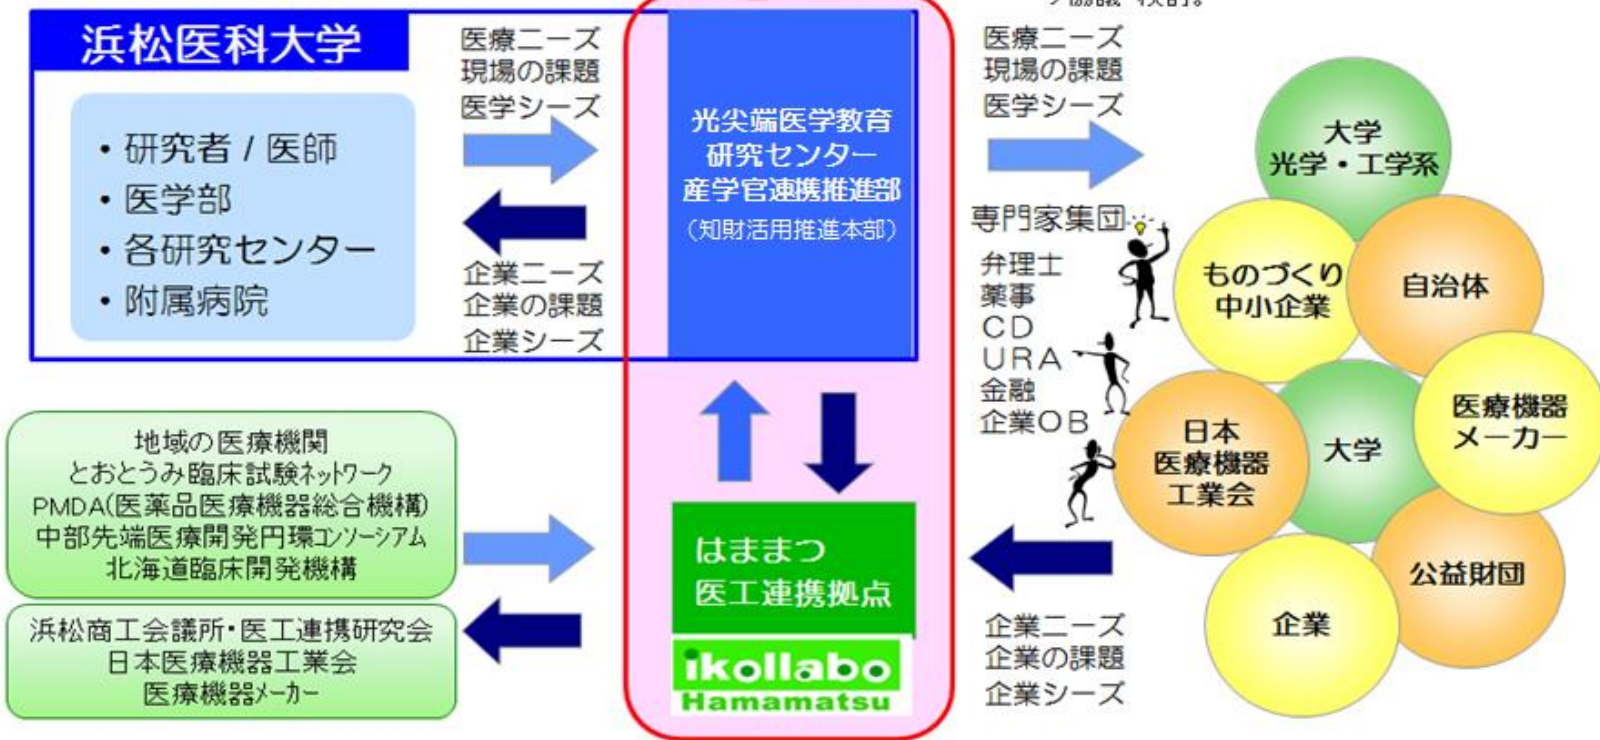 浜松医科大学
・研究者 / 医師
・医学部
・各研究センター
・附属病院
医療ニーズ
現場の課題
医学シーズ
企業ニーズ
企業の課題
企業シーズ
光尖端医学教育
研究センター
産学官連携推進部
（知財活用推進本部）
医療ニーズ
現場の課題
医学シーズ
専門家集団
弁理士
薬事
CD
URA
金融
企業OB
大学
光学・工学系
ものづくり
中小企業
自治体
医療機器
メーカー
日本
医療機器
工業会
大学
公益財団
企業
地域の医療機関
とおとうみ臨床試験ネットワーク
PMDA(医薬品医療機器総合機構)
中部先端医療開発円環コンソーシアム
北海道臨床開発機構
浜松商工会議所・医工連携研究会
日本医療機器工業会
医療機器メーカー
はままつ
医工連携拠点
ikollabo
Hamamatsu
企業ニーズ
企業の課題
企業シーズ